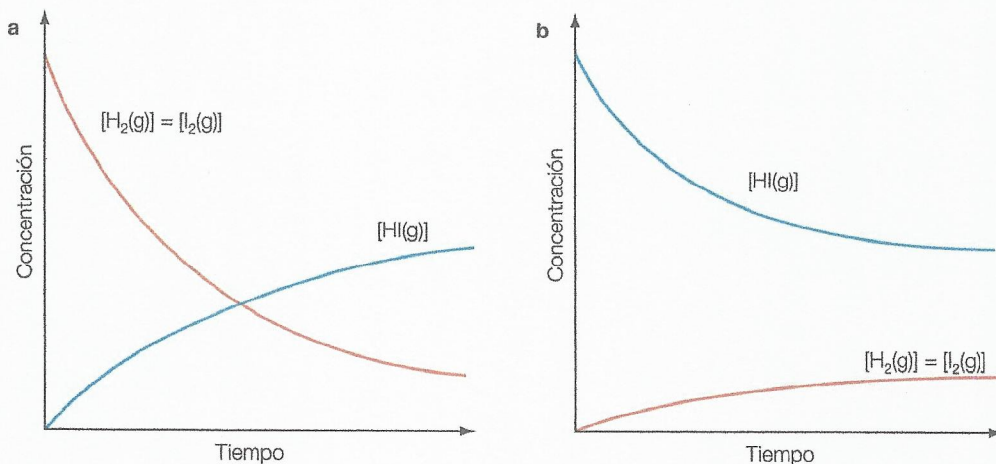 a
[H₂(g)] = [I₂(g)]
[HI(g)]
Concentración
Tiempo
b
[HI(g)]
[H₂(g)] = [I₂(g)]
Concentración
Tiempo